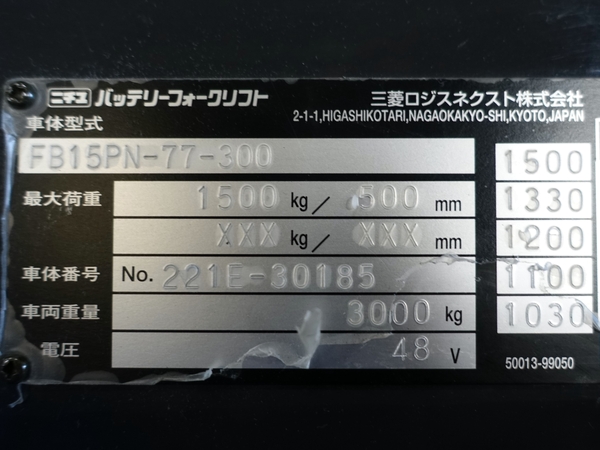 ニチユ バッテリーフォークリフト
三菱ロジスネクスト株式会社
2-1-1,HIGASHIKOTARI,NAGAOKAKYO-SHI,KYOTO,JAPAN
車体型式
FB15PN-77-300
1500
最大荷重 1500 kg/ 500 mm
1330
XXX kg/ XXX mm
1200
車体番号 No. 221E-30185
1100
車両重量 3000 kg
1030
電圧 48 V
50013-99050